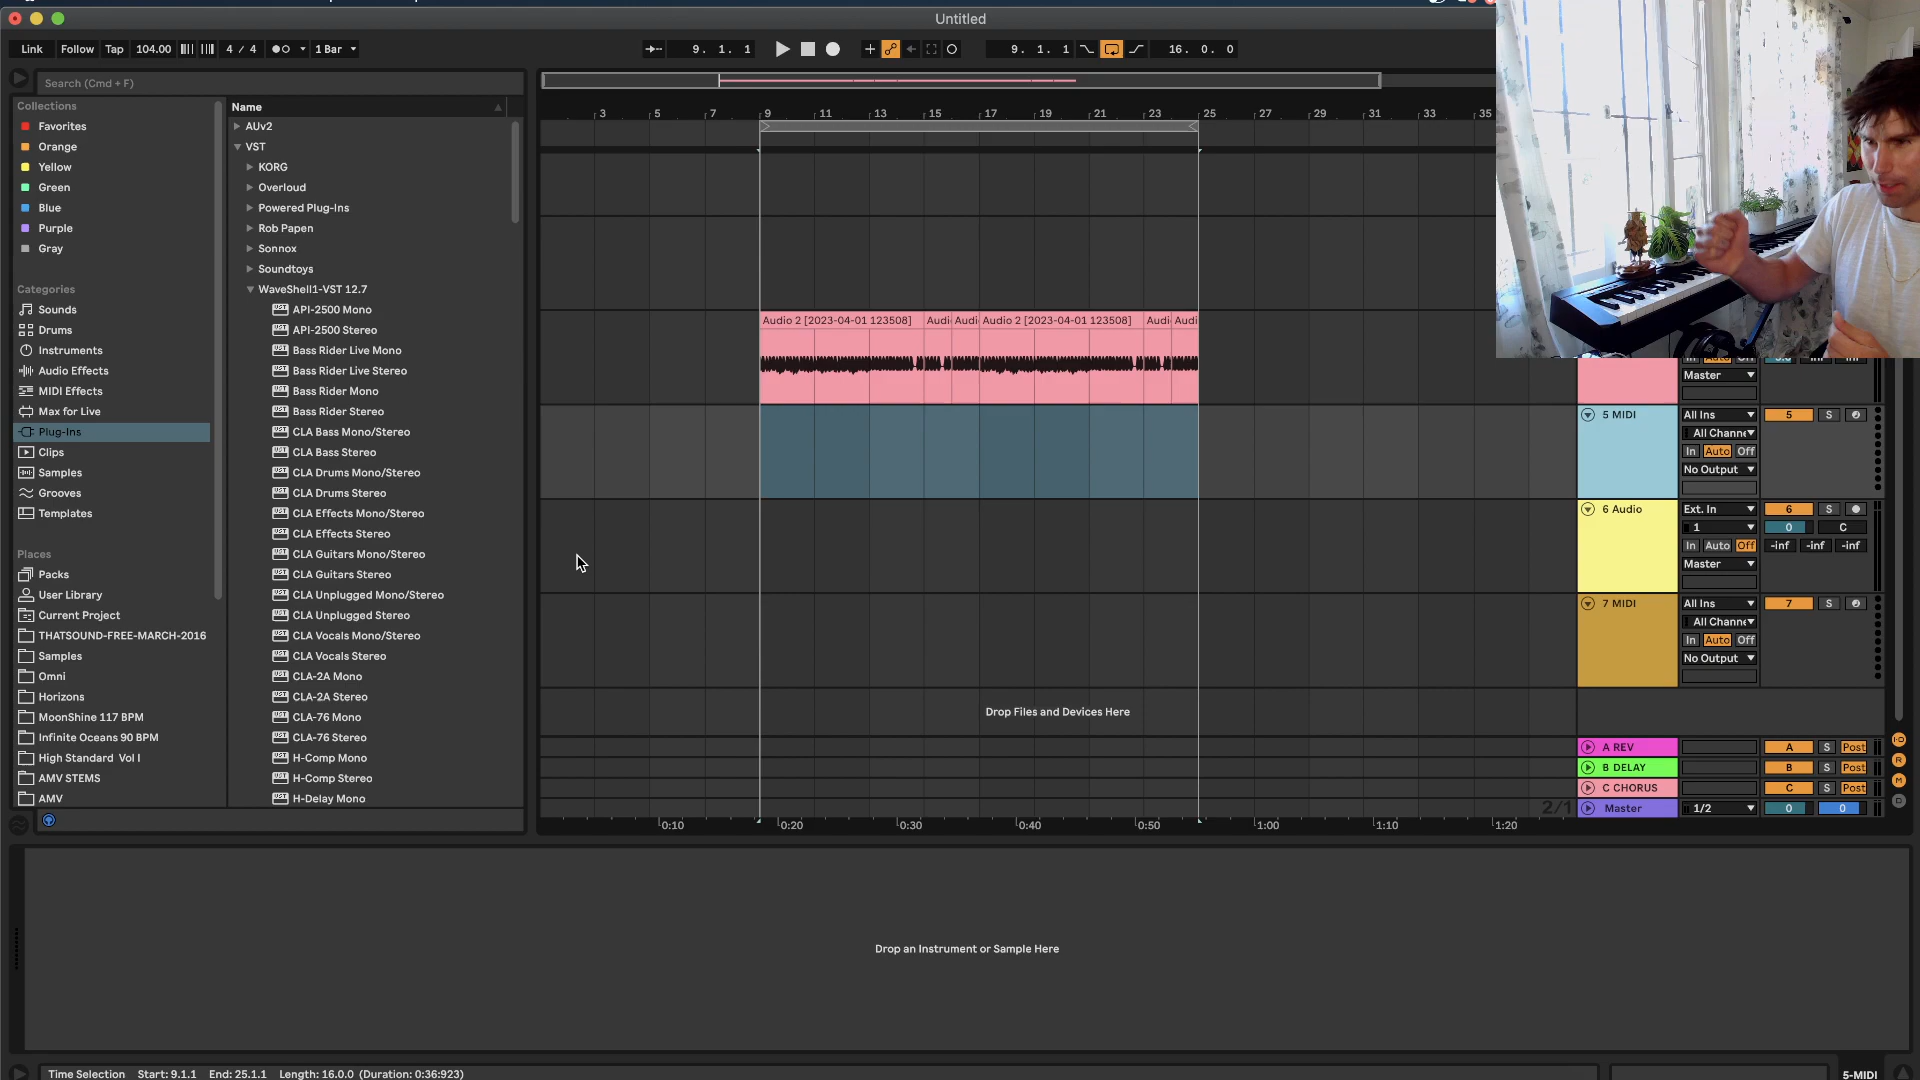 Untitled
Link Follow Tap 104.00 4 / 4 1 Bar 9. 1. 1 9. 1. 1 16. 0. 0
Search (Cmd + F)
Collections
Favorites
Orange
Yellow
Green
Blue
Purple
Gray
Categories
Sounds
Drums
Instruments
Audio Effects
MIDI Effects
Max for Live
Plug-Ins
Clips
Samples
Grooves
Templates
Places
Packs
User Library
Current Project
THATSOUND-FREE-MARCH-2016
Samples
Omni
Horizons
MoonShine 117 BPM
Infinite Oceans 90 BPM
High Standard Vol I
AMV STEMS
AMV
Name
AUv2
VST
KORG
Overloud
Powered Plug-Ins
Rob Papen
Sonnox
Soundtoys
WaveShell1-VST 12.7
API-2500 Mono
API-2500 Stereo
Bass Rider Live Mono
Bass Rider Live Stereo
Bass Rider Mono
Bass Rider Stereo
CLA Bass Mono/Stereo
CLA Bass Stereo
CLA Drums Mono/Stereo
CLA Drums Stereo
CLA Effects Mono/Stereo
CLA Effects Stereo
CLA Guitars Mono/Stereo
CLA Guitars Stereo
CLA Unplugged Mono/Stereo
CLA Unplugged Stereo
CLA Vocals Mono/Stereo
CLA Vocals Stereo
CLA-2A Mono
CLA-2A Stereo
CLA-76 Mono
CLA-76 Stereo
H-Comp Mono
H-Comp Stereo
H-Delay Mono
3 5 7 9 11 13 15 17 19 21 23 25 27 29 31 33 35
Audio 2 [2023-04-01 123508] Audi Audi Audio 2 [2023-04-01 123508] Audi Audi
Master
5 MIDI All Ins 5 S
All Channe
In Auto Off
No Output
6 Audio Ext. In 6 S
1 0 C
In Auto Off -inf -inf -inf
Master
7 MIDI All Ins 7 S
All Channe
In Auto Off
No Output
Drop Files and Devices Here
A REV A S Post
B DELAY B S Post
C CHORUS C S Post
2/1 Master 1/2 0 0
0:10 0:20 0:30 0:40 0:50 1:00 1:10 1:20
I·O
R
M
D
Drop an Instrument or Sample Here
Time Selection Start: 9.1.1 End: 25.1.1 Length: 16.0.0 (Duration: 0:36:923)
5-MIDI